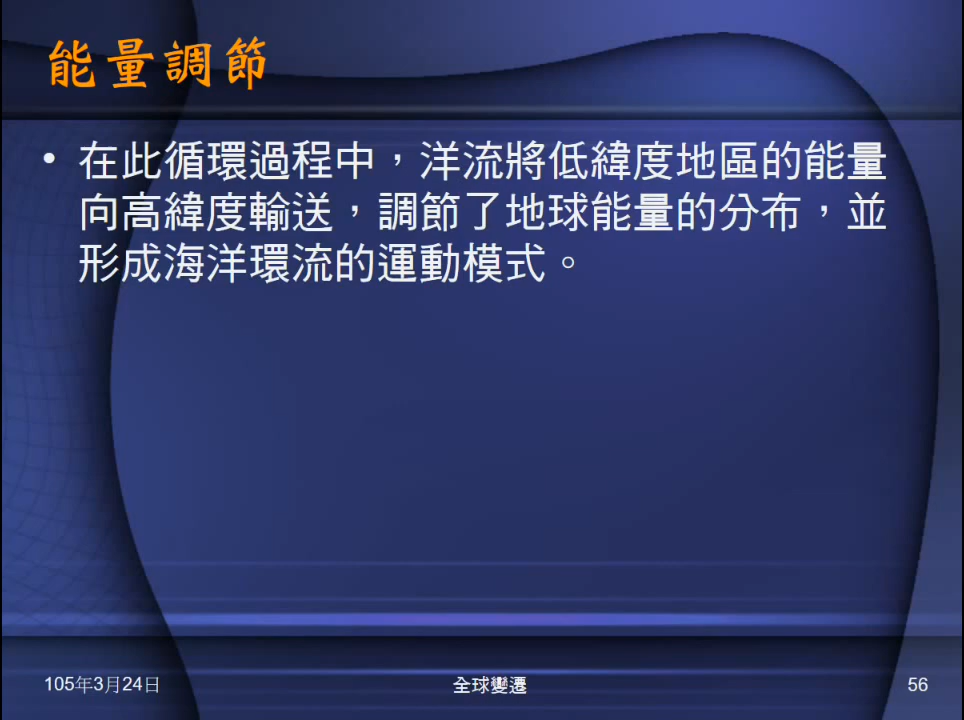 能量調節
• 在此循環過程中，洋流將低緯度地區的能量
向高緯度輸送，調節了地球能量的分布，並
形成海洋環流的運動模式。
105年3月24日
全球變遷
56